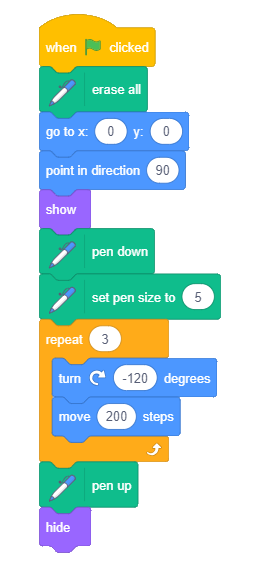 when clicked
erase all
go to x: 0 y: 0
point in direction 90
show
pen down
set pen size to 5
repeat 3
turn -120 degrees
move 200 steps
pen up
hide